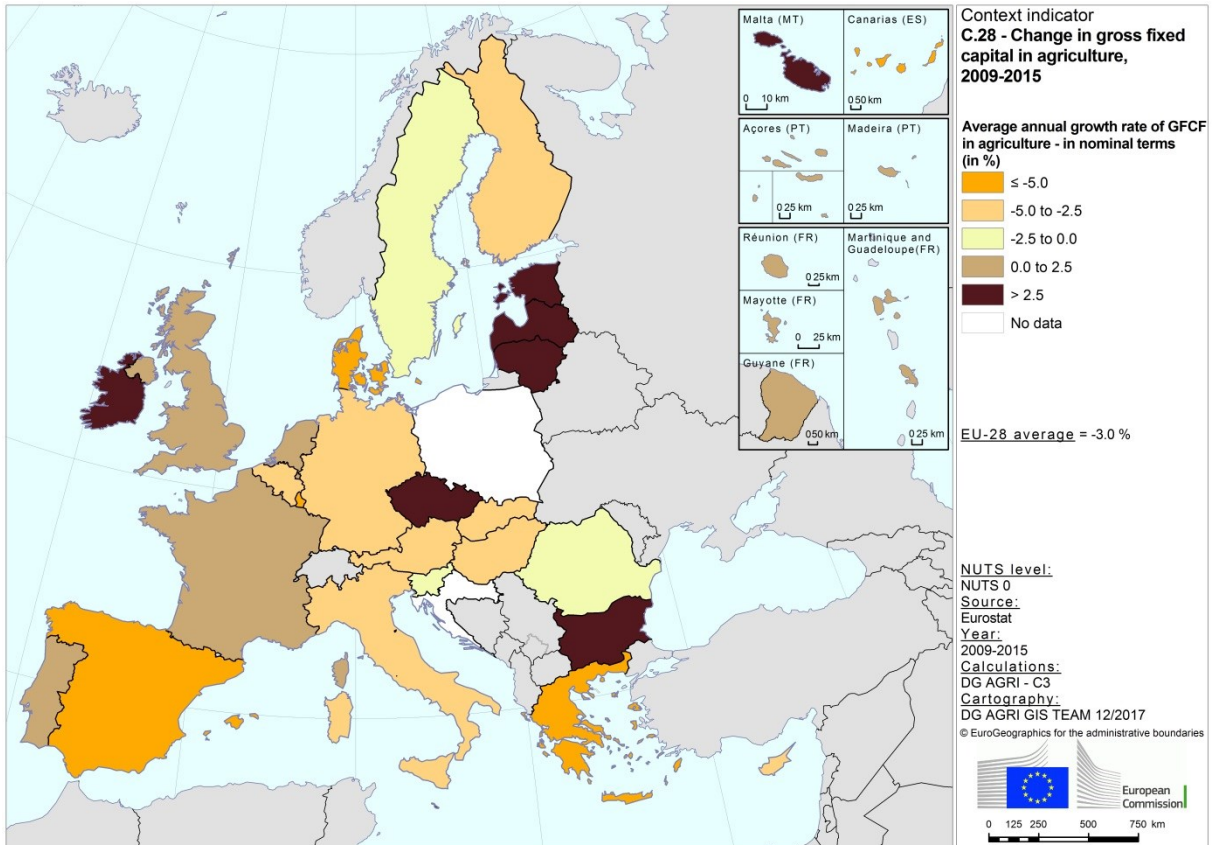 Malta (MT)
0 10 km
Canarias (ES)
0 50 km
Açores (PT)
0 25 km
Madeira (PT)
0 25 km
Réunion (FR)
0 25 km
Martinique and
Guadeloupe(FR)
0 25 km
Mayotte (FR)
0 25 km
Guyane (FR)
0 50 km
Context indicator
C.28 - Change in gross fixed
capital in agriculture,
2009-2015
Average annual growth rate of GFCF
in agriculture - in nominal terms
(in %)
≤ -5.0
-5.0 to -2.5
-2.5 to 0.0
0.0 to 2.5
> 2.5
No data
EU-28 average = -3.0 %
NUTS level:
NUTS 0
Source:
Eurostat
Year:
2009-2015
Calculations:
DG AGRI - C3
Cartography:
DG AGRI GIS TEAM 12/2017
© EuroGeographics for the administrative boundaries
European
Commission
0 125 250 500 750 km